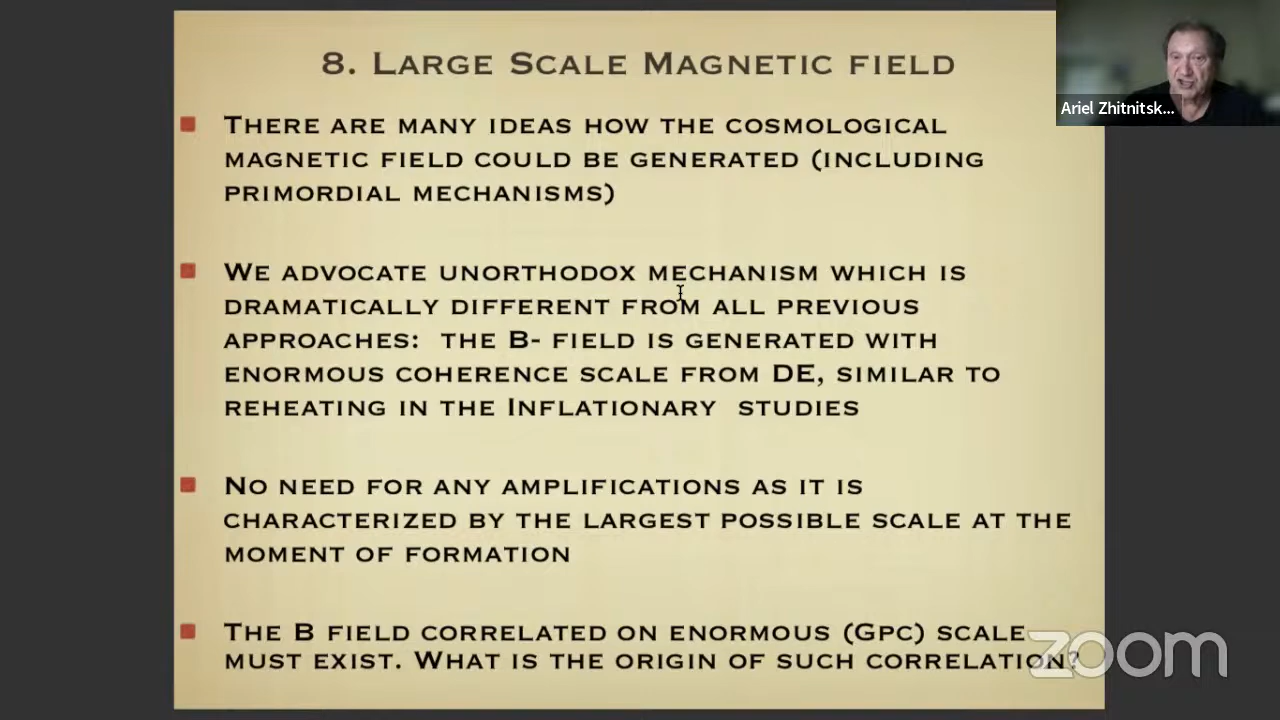 8. Large Scale Magnetic field
There are many ideas how the cosmological
magnetic field could be generated (including
primordial mechanisms)
We advocate unorthodox mechanism which is
dramatically different from all previous
approaches: the B- field is generated with
enormous coherence scale from DE, similar to
reheating in the Inflationary studies
No need for any amplifications as it is
characterized by the largest possible scale at the
moment of formation
The B field correlated on enormous (Gpc) scale
must exist. What is the origin of such correlation?
Ariel Zhitnitsk...
zoom